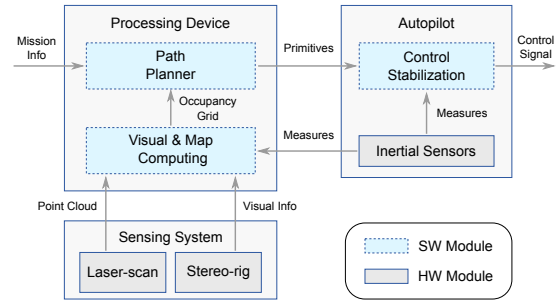 Processing Device
Autopilot
Mission
Info
Path
Planner
Primitives
Control
Stabilization
Control
Signal
Occupancy
Grid
Measures
Visual & Map
Computing
Measures
Inertial Sensors
Point Cloud
Visual Info
Sensing System
Laser-scan
Stereo-rig
SW Module
HW Module